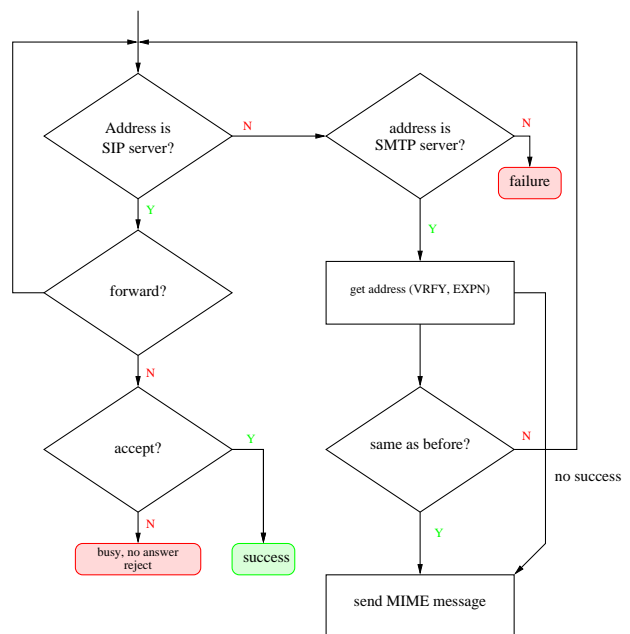 Address is
SIP server?
N
address is
SMTP server?
N
failure
Y
Y
forward?
get address (VRFY, EXPN)
N
accept?
Y
same as before?
N
no success
N
Y
busy, no answer
reject
success
send MIME message